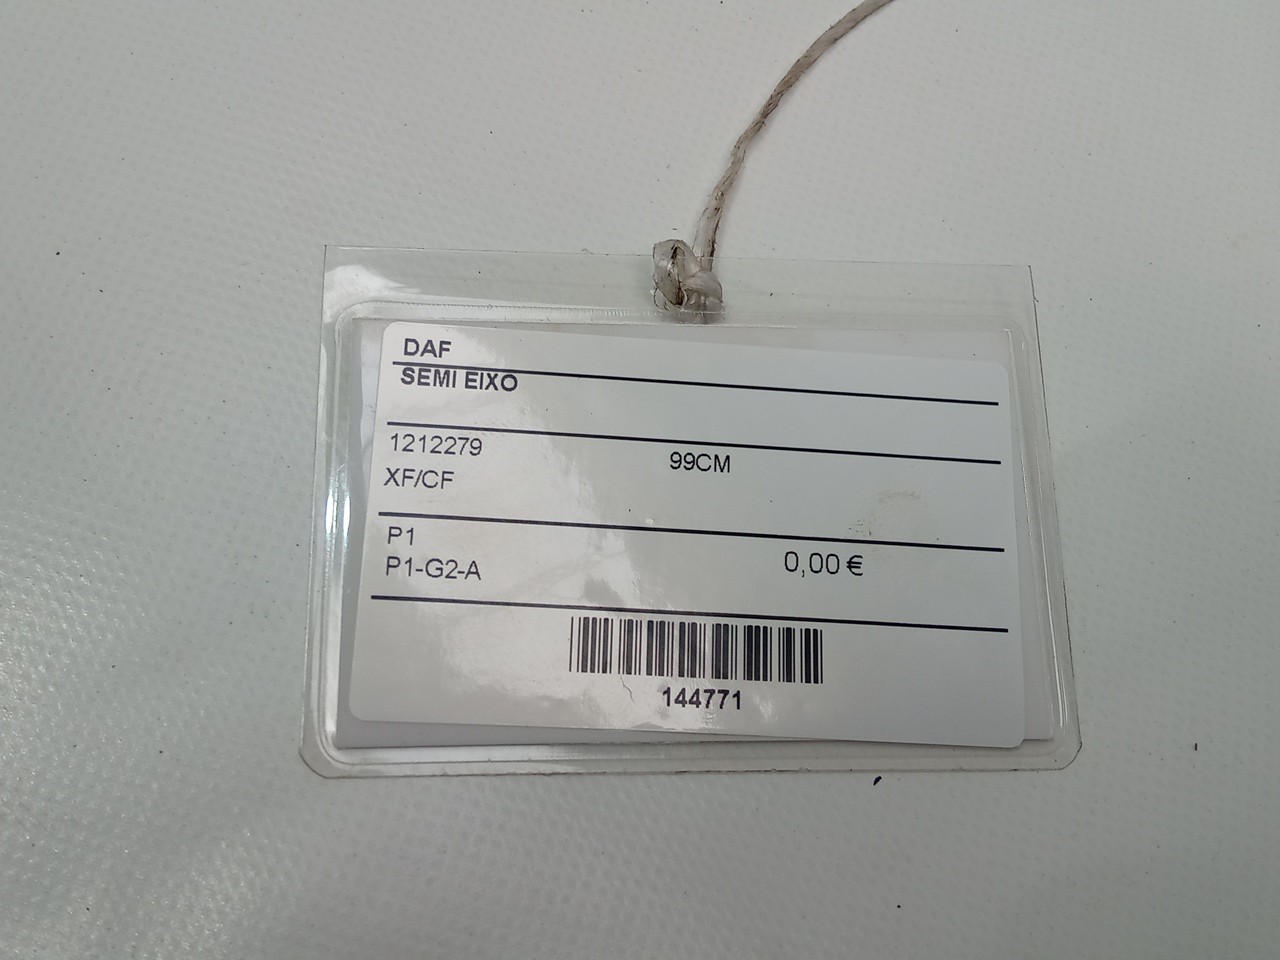 DAF
SEMI EIXO
1212279 99CM
XF/CF
P1
P1-G2-A 0,00 €
144771